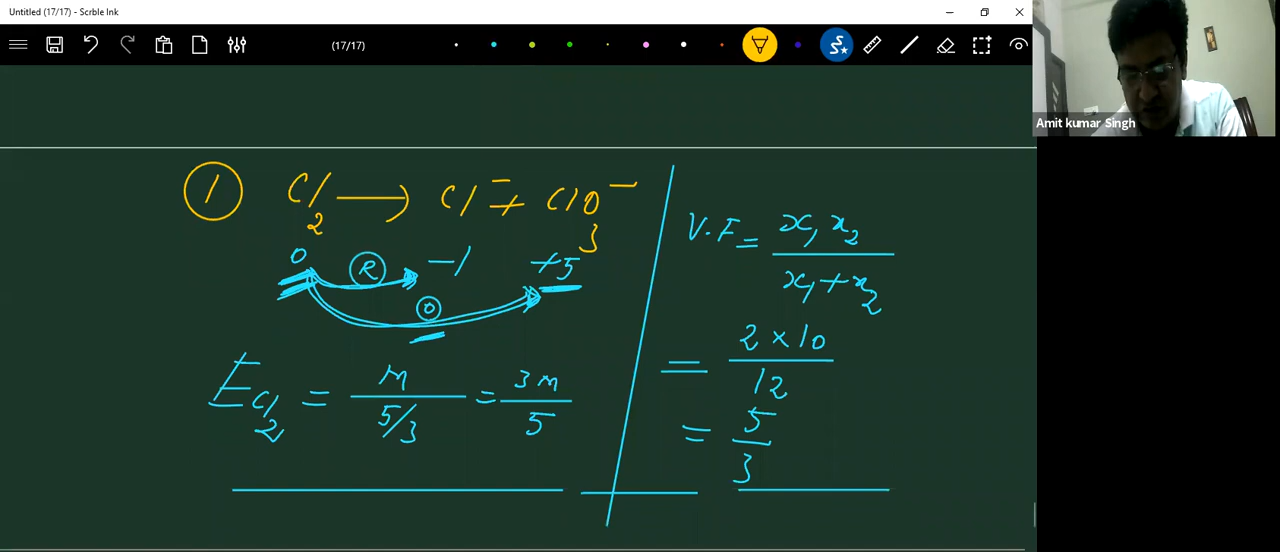 Untitled (17/17) - Scrble Ink
(17/17)
Amit kumar Singh
① Cl₂ ⟶ Cl⁻ + ClO₃⁻
0 Ⓡ -1 +5
Ⓞ
E_Cl₂ = M / (5/3) = 3M / 5
V.F = x₁x₂ / (x₁ + x₂)
= 2 × 10 / 12
= 5 / 3